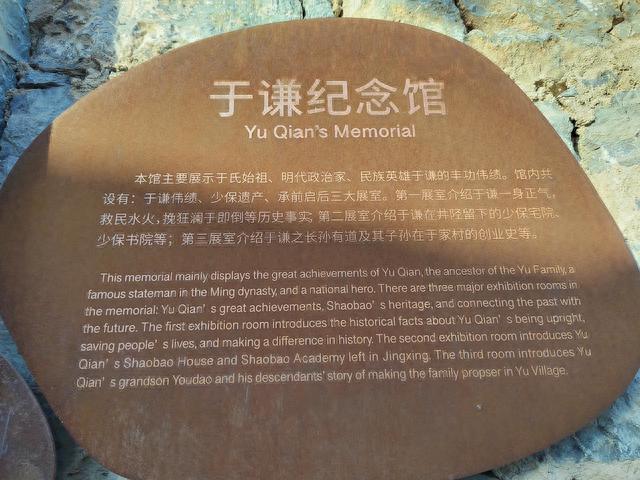 于谦纪念馆
Yu Qian's Memorial
本馆主要展示于氏始祖、明代政治家、民族英雄于谦的丰功伟绩。馆内共
设有：于谦伟绩、少保遗产、承前启后三大展室。第一展室介绍于谦一身正气，
救民水火，挽狂澜于即倒等历史事实；第二展室介绍于谦在井陉留下的少保宅院、
少保书院等；第三展室介绍于谦之长孙有道及其子孙在于家村的创业史等。
This memorial mainly displays the great achievements of Yu Qian, the ancestor of the Yu Family, a
famous stateman in the Ming dynasty, and a national hero. There are three major exhibition rooms in
the memorial: Yu Qian's great achievements, Shaobao's heritage, and connecting the past with
the future. The first exhibition room introduces the historical facts about Yu Qian's being upright,
saving people's lives, and making a difference in history. The second exhibition room introduces Yu
Qian's Shaobao House and Shaobao Academy left in Jingxing. The third room introduces Yu
Qian's grandson Youdao and his descendants' story of making the family propser in Yu Village.